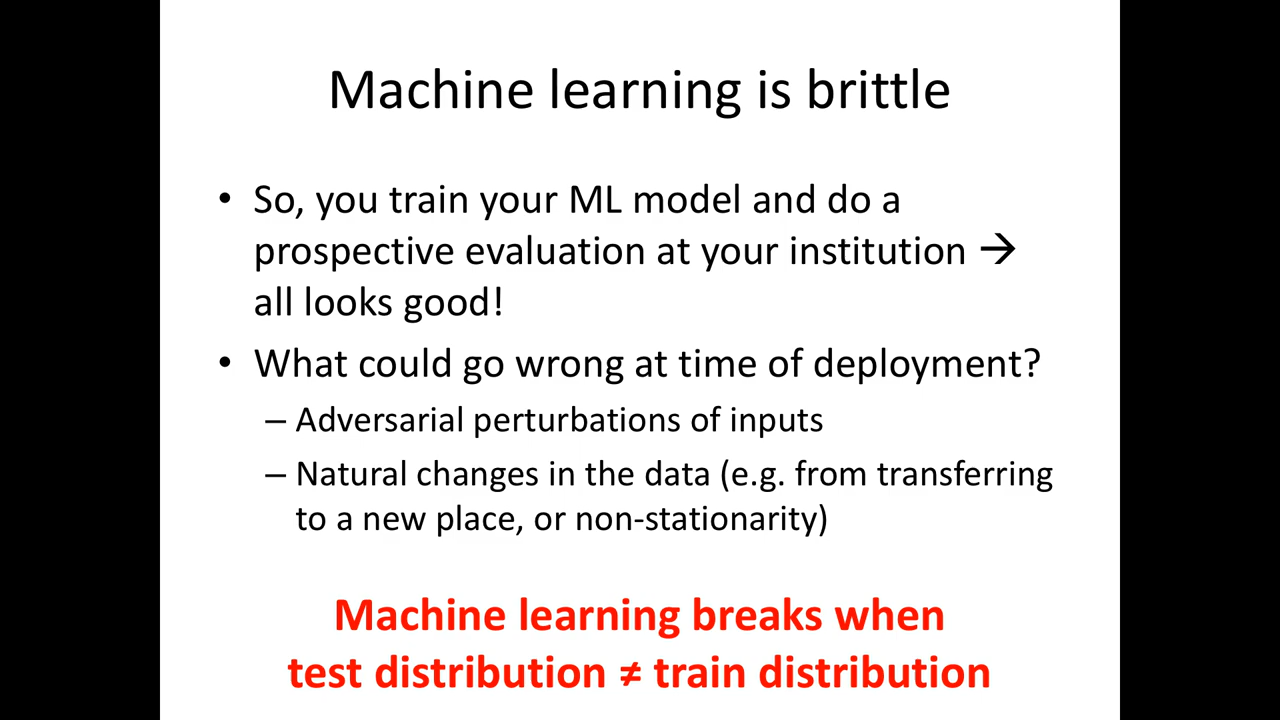 Machine learning is brittle
• So, you train your ML model and do a
prospective evaluation at your institution →
all looks good!
• What could go wrong at time of deployment?
– Adversarial perturbations of inputs
– Natural changes in the data (e.g. from transferring
to a new place, or non-stationarity)
Machine learning breaks when
test distribution ≠ train distribution